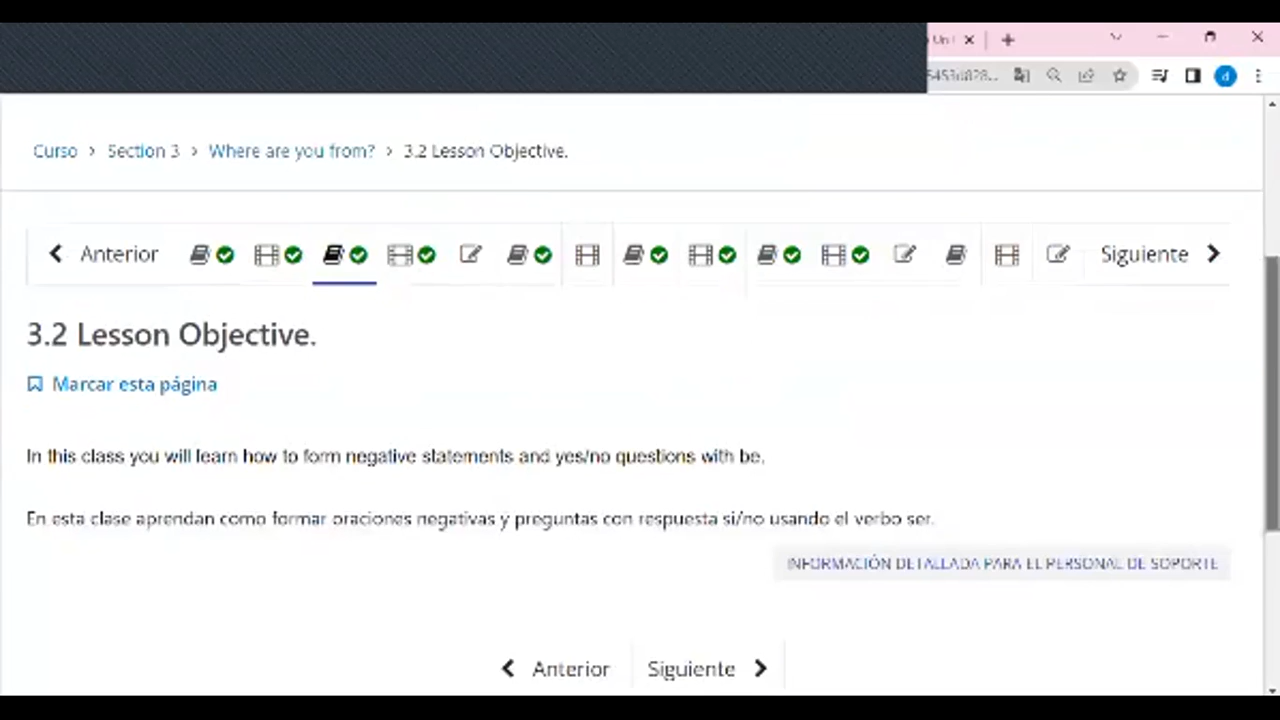 Un
5453d828...
d
Curso > Section 3 > Where are you from? > 3.2 Lesson Objective.
Anterior
Siguiente
3.2 Lesson Objective.
Marcar esta página
In this class you will learn how to form negative statements and yes/no questions with be.
En esta clase aprendan como formar oraciones negativas y preguntas con respuesta si/no usando el verbo ser.
INFORMACIÓN DETALLADA PARA EL PERSONAL DE SOPORTE
Anterior
Siguiente